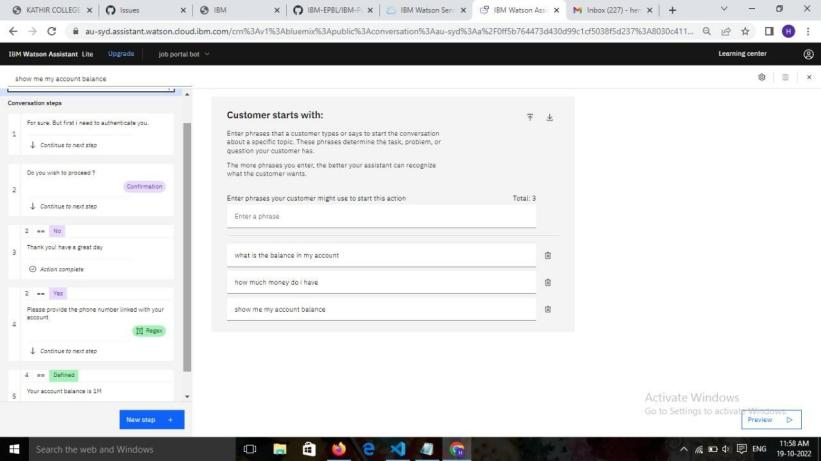 KATHIR COLLEGE
Issues
IBM
IBM-EPBL/IBM-P
IBM Watson Ser
IBM Watson Ass
Inbox (227) - he
au-syd.assistant.watson.cloud.ibm.com/crn%3Av1%3Abluemix%3Apublic%3Aconversation%3Aau-syd%3Aa%2F0ff5b764473d430d99c1cf5038f5d237%3A8030c411...
H
IBM Watson Assistant Lite
Upgrade
job portal bot
Learning center
show me my account balance
Conversation steps
1
For sure. But first i need to authenticate you.
Continue to next step
2
Do you wish to proceed ?
Confirmation
Continue to next step
2 == No
3
Thank you! have a great day
Action complete
2 == Yes
4
Please provide the phone number linked with your
account
Regex
Continue to next step
4 == Defined
5
Your account balance is 1M
New step +
Customer starts with:
Enter phrases that a customer types or says to start the conversation
about a specific topic. These phrases determine the task, problem, or
question your customer has.
The more phrases you enter, the better your assistant can recognize
what the customer wants.
Enter phrases your customer might use to start this action
Total: 3
Enter a phrase
what is the balance in my account
how much money do i have
show me my account balance
Activate Windows
Go to Settings to activate Windows.
Preview
Search the web and Windows
ENG
11:58 AM
19-10-2022